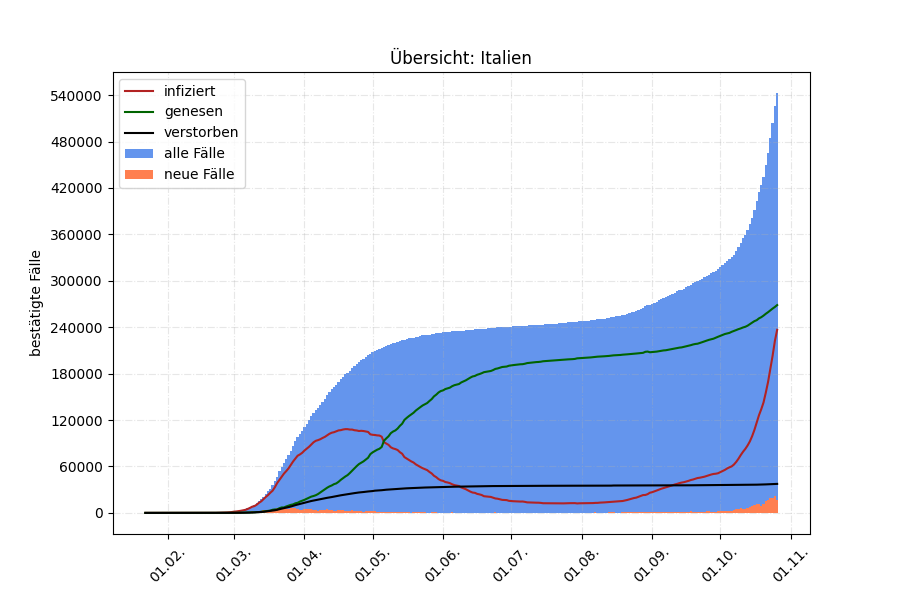 Übersicht: Italien
infiziert
genesen
verstorben
alle Fälle
neue Fälle
bestätigte Fälle
540000
480000
420000
360000
300000
240000
180000
120000
60000
0
01.02.
01.03.
01.04.
01.05.
01.06.
01.07.
01.08.
01.09.
01.10.
01.11.